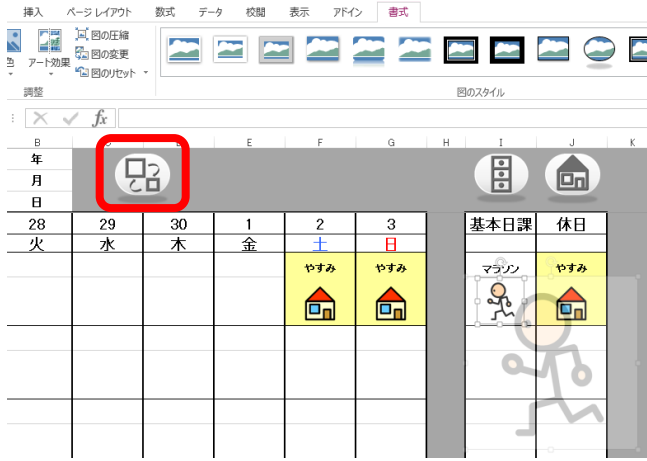 挿入 ページ レイアウト 数式 データ 校閲 表示 アドイン 書式
図の圧縮
図の変更
図のリセット
色 アート効果
調整 図のスタイル
fx
B E F G H I J K
年
月
日
28 29 30 1 2 3 基本日課 休日
火 水 木 金 土 日
やすみ やすみ マラソン やすみ